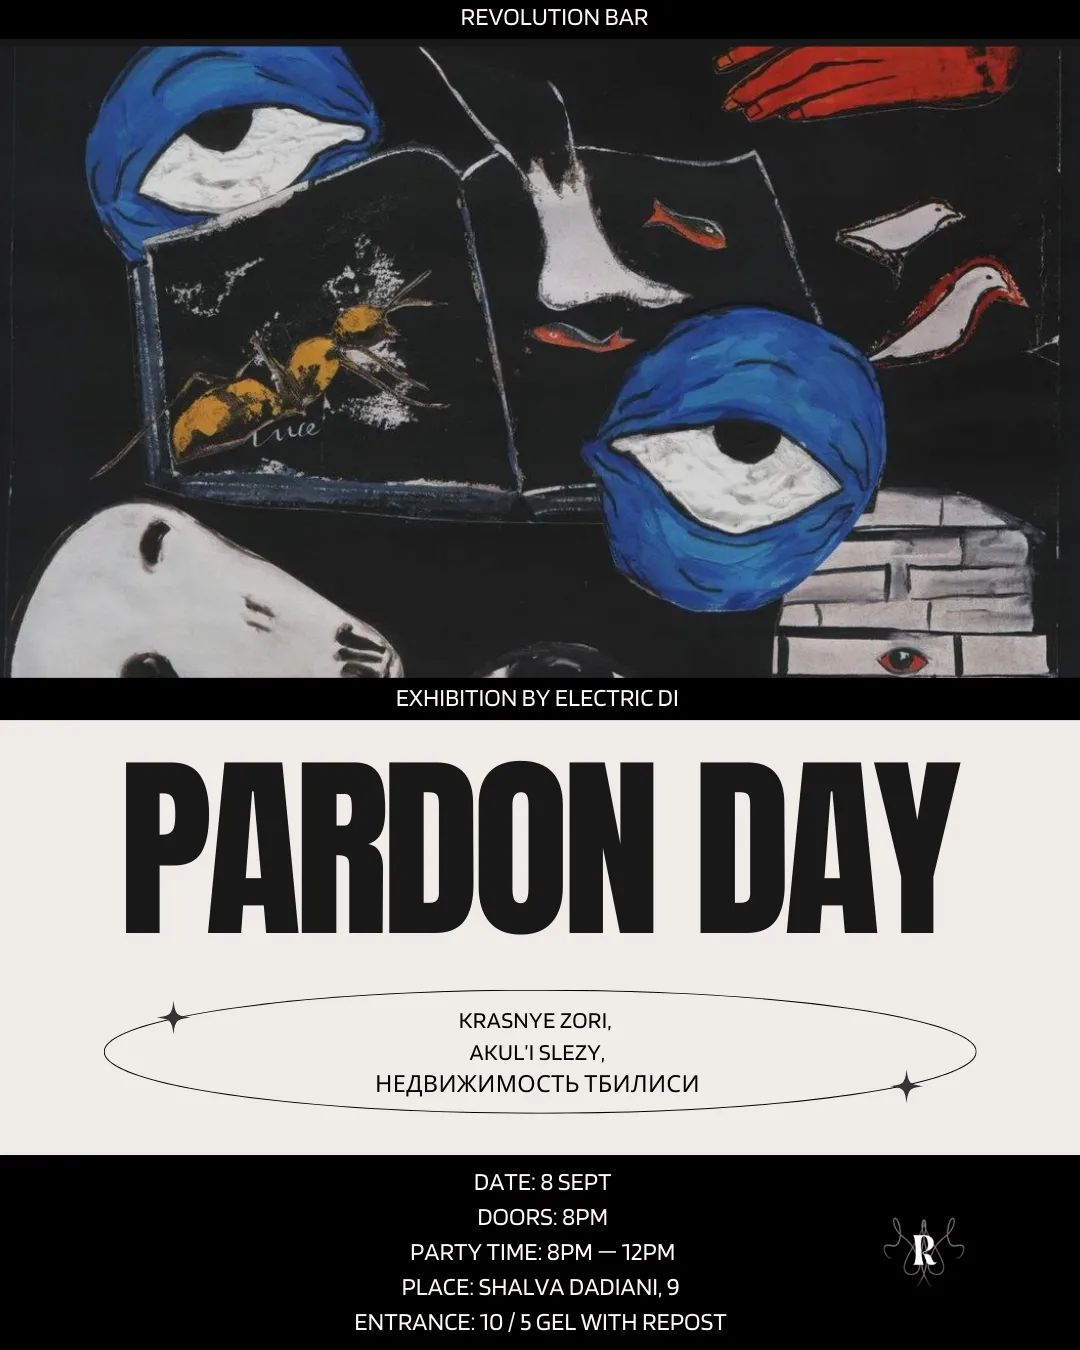 REVOLUTION BAR
Luce
EXHIBITION BY ELECTRIC DI
PARDON DAY
KRASNYE ZORI,
AKUL'I SLEZY,
НЕДВИЖИМОСТЬ ТБИЛИСИ
DATE: 8 SEPT
DOORS: 8PM
PARTY TIME: 8PM — 12PM
PLACE: SHALVA DADIANI, 9
R
ENTRANCE: 10 / 5 GEL WITH REPOST